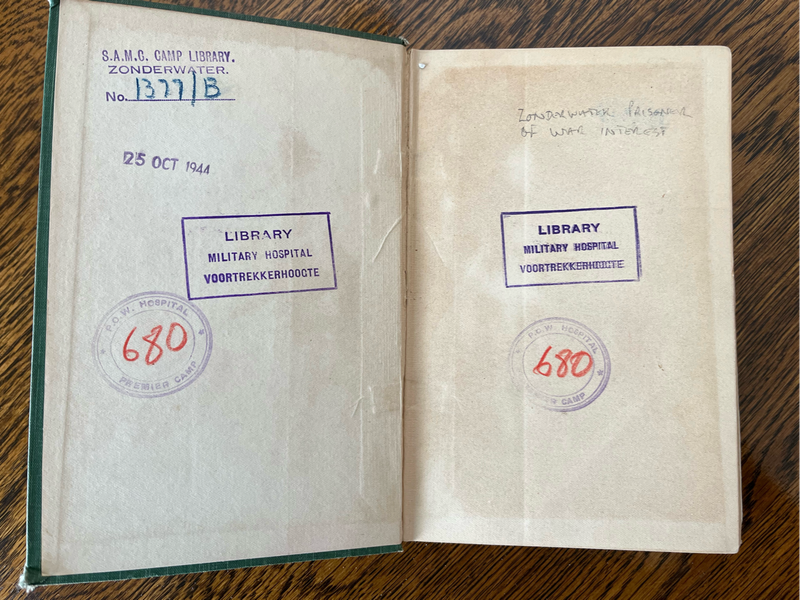 S.A.M.C. CAMP LIBRARY.
ZONDERWATER.
No. 1377/B
25 OCT 1944
LIBRARY
MILITARY HOSPITAL
VOORTREKKERHOOGTE
P.O.W. HOSPITAL
680
PREMIER CAMP
ZONDERWATER PRISONER
OF WAR INTEREST
LIBRARY
MILITARY HOSPITAL
VOORTREKKERHOOGTE
P.O.W. HOSPITAL
680
CAMP